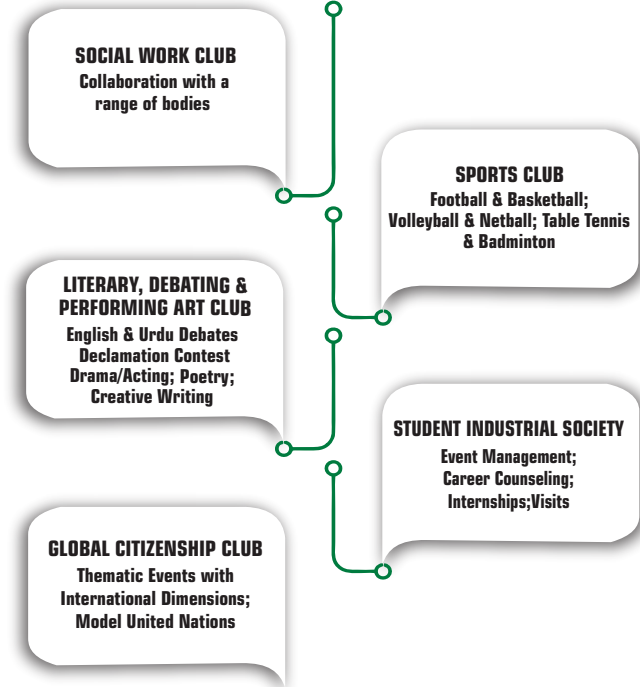 SOCIAL WORK CLUB
Collaboration with a
range of bodies
SPORTS CLUB
Football & Basketball;
Volleyball & Netball; Table Tennis
& Badminton
LITERARY, DEBATING &
PERFORMING ART CLUB
English & Urdu Debates
Declamation Contest
Drama/Acting; Poetry;
Creative Writing
STUDENT INDUSTRIAL SOCIETY
Event Management;
Career Counseling;
Internships;Visits
GLOBAL CITIZENSHIP CLUB
Thematic Events with
International Dimensions;
Model United Nations